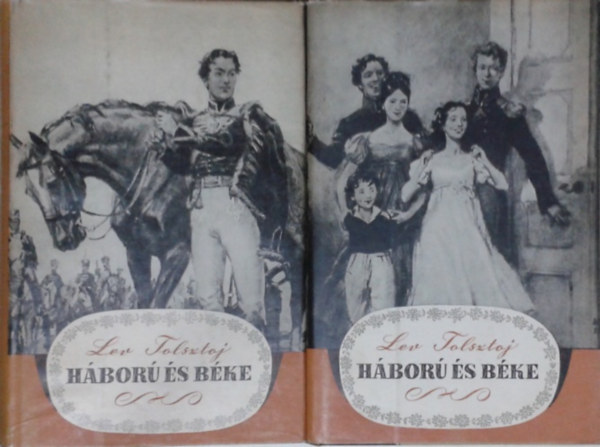 Lev Tolsztoj
HÁBORÚ ÉS BÉKE
Lev Tolsztoj
HÁBORÚ ÉS BÉKE